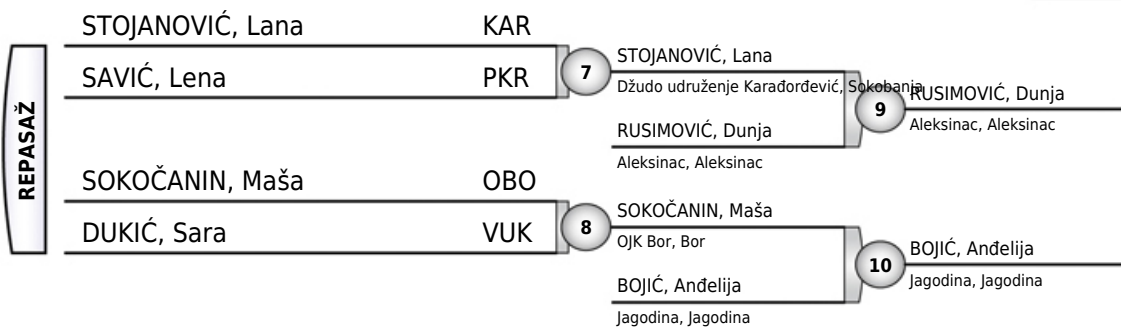 REPASAŽ
STOJANOVIĆ, Lana KAR
SAVIĆ, Lena PKR
7
STOJANOVIĆ, Lana
Džudo udruženje Karađorđević, Sokobanja
RUSIMOVIĆ, Dunja
Aleksinac, Aleksinac
9
RUSIMOVIĆ, Dunja
Aleksinac, Aleksinac
SOKOČANIN, Maša OBO
DUKIĆ, Sara VUK
8
SOKOČANIN, Maša
OJK Bor, Bor
BOJIĆ, Anđelija
Jagodina, Jagodina
10
BOJIĆ, Anđelija
Jagodina, Jagodina